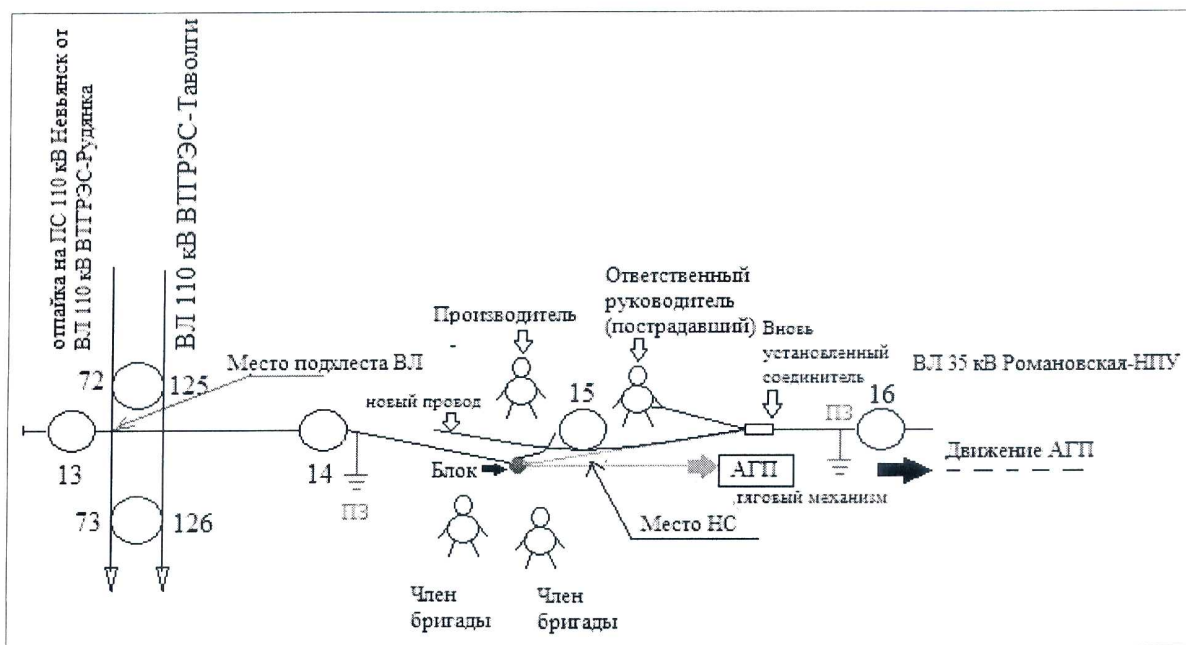 отпайка на ПС 110 кВ Невьянск от
ВЛ 110 кВ ВТГРЭС-Рудянка
ВЛ 110 кВ ВТГРЭС-Таволги
Ответственный
руководитель
(пострадавший)
Производитель
Вновь
установленный
соединитель
ВЛ 35 кВ Романовская-НПУ
Место подхлеста ВЛ
72
125
новый провод
15
16
ПЗ
13
14
Блок
АГП
Движение АГП
тяговый механизм
ПЗ
73
126
Место НС
Член
бригады
Член
бригады